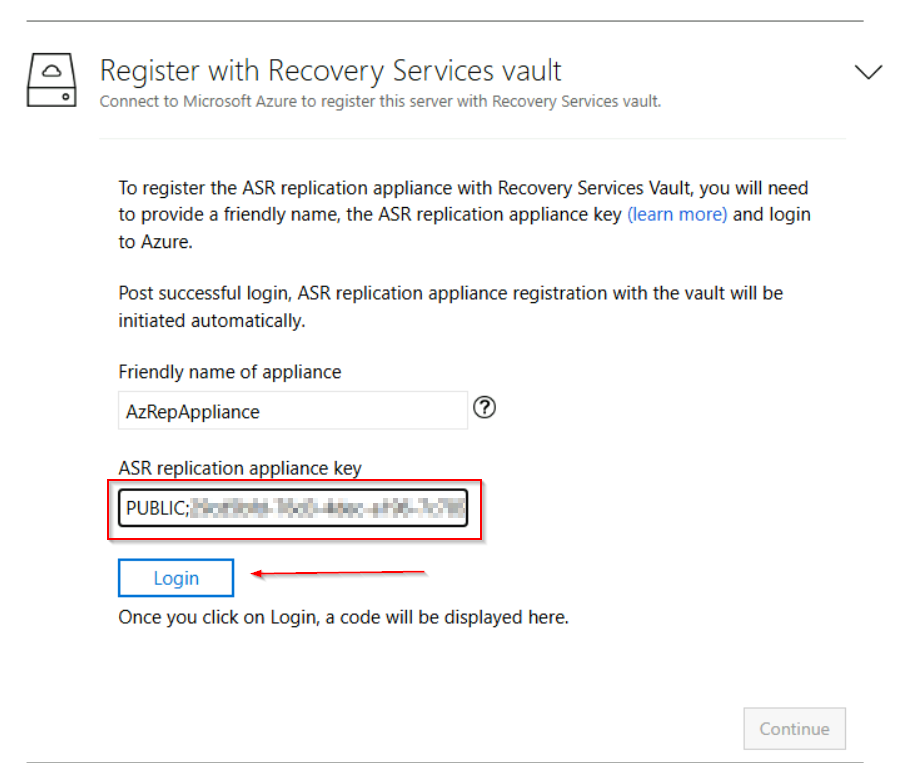 Register with Recovery Services vault
Connect to Microsoft Azure to register this server with Recovery Services vault.
To register the ASR replication appliance with Recovery Services Vault, you will need
to provide a friendly name, the ASR replication appliance key (learn more) and login
to Azure.
Post successful login, ASR replication appliance registration with the vault will be
initiated automatically.
Friendly name of appliance
AzRepAppliance
?
ASR replication appliance key
PUBLIC;
Login
Once you click on Login, a code will be displayed here.
Continue